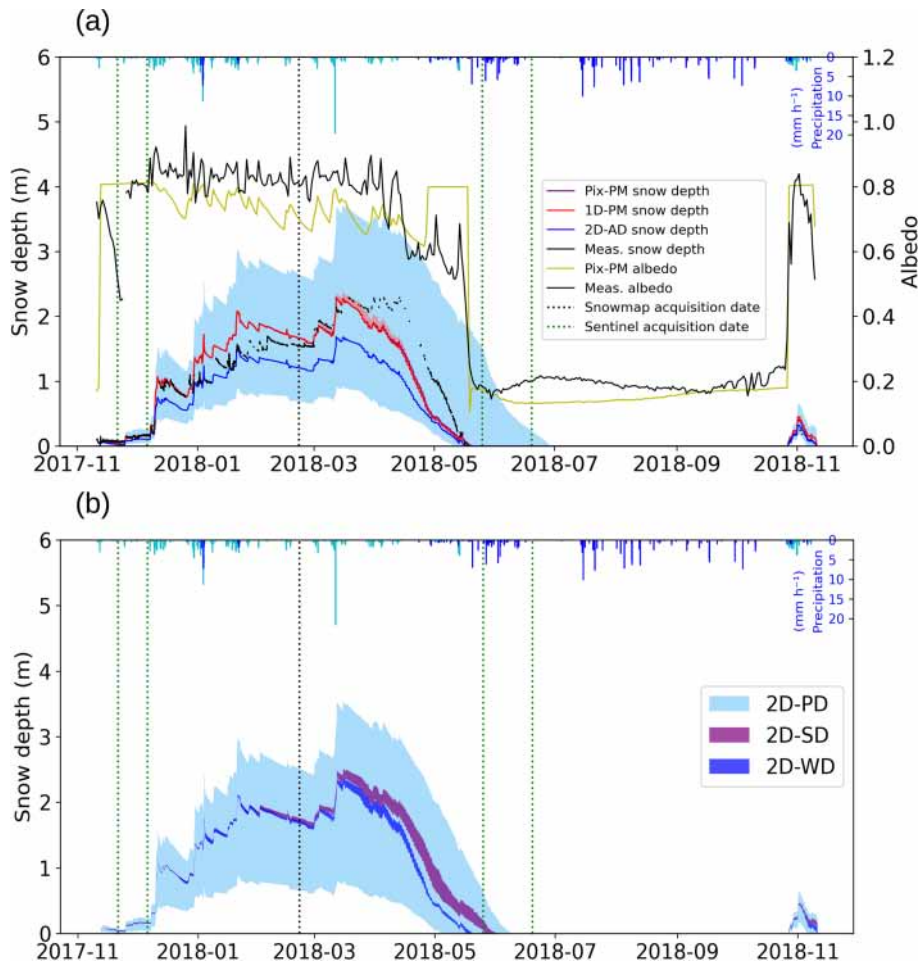 (a)
6
5
4
3
2
1
0
Snow depth (m)
0
5
10
15
20
(mm h⁻¹)
Precipitation
1.2
1.0
0.8
0.6
0.4
0.2
0.0
Albedo
Pix-PM snow depth
1D-PM snow depth
2D-AD snow depth
Meas. snow depth
Pix-PM albedo
Meas. albedo
Snowmap acquisition date
Sentinel acquisition date
2017-11 2018-01 2018-03 2018-05 2018-07 2018-09 2018-11
(b)
6
5
4
3
2
1
0
Snow depth (m)
0
5
10
15
20
(mm h⁻¹)
Precipitation
2D-PD
2D-SD
2D-WD
2017-11 2018-01 2018-03 2018-05 2018-07 2018-09 2018-11